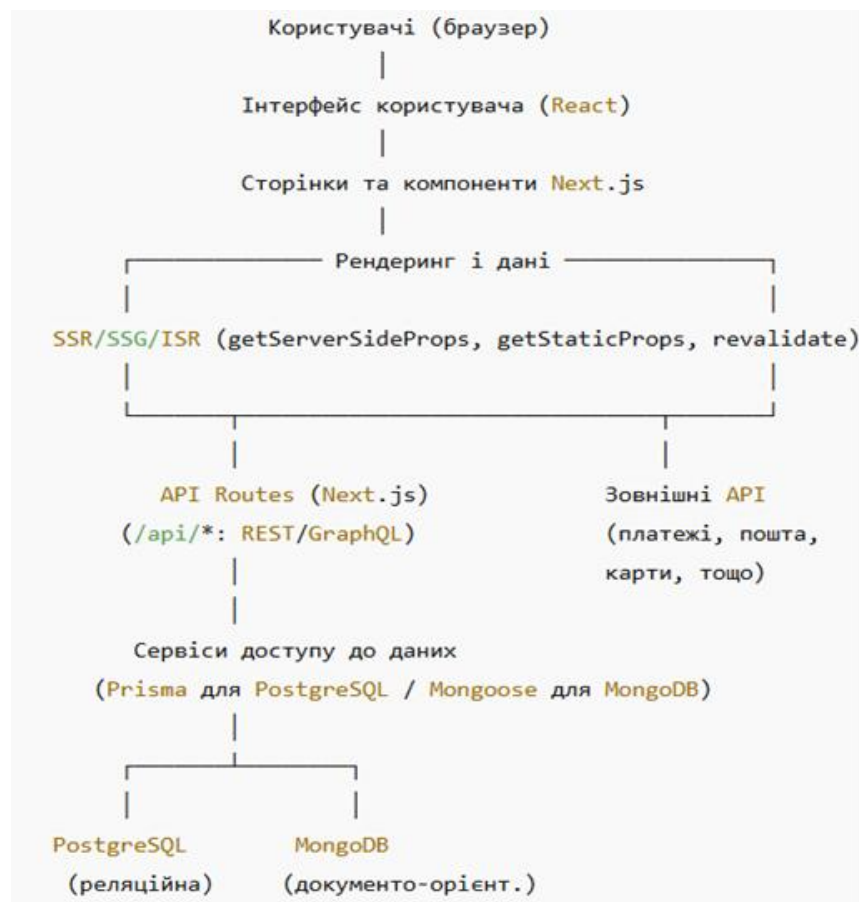 Користувачі (браузер)
Інтерфейс користувача (React)
Сторінки та компоненти Next.js
Рендеринг і дані
SSR/SSG/ISR (getServerSideProps, getStaticProps, revalidate)
API Routes (Next.js) Зовнішні API
(/api/*: REST/GraphQL) (платежі, пошта,
карти, тощо)
Сервіси доступу до даних
(Prisma для PostgreSQL / Mongoose для MongoDB)
PostgreSQL MongoDB
(реляційна) (документо-орієнт.)